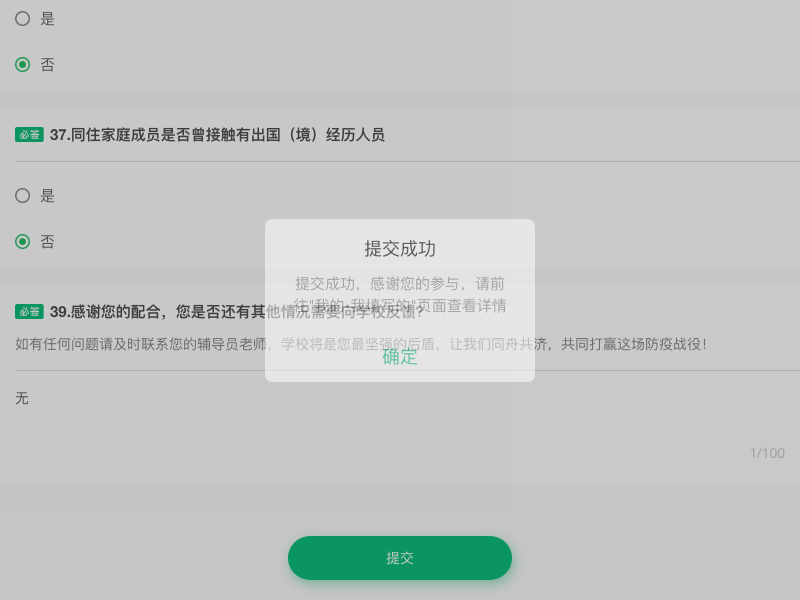 是
否
必答 37.同住家庭成员是否曾接触有出国（境）经历人员
是
否
提交成功
提交成功，感谢您的参与，请前
往"我的-我填写的"页面查看详情
确定
必答 39.感谢您的配合，您是否还有其他情况需要向学校反馈?
如有任何问题请及时联系您的辅导员老师，学校将是您最坚强的后盾，让我们同舟共济，共同打赢这场防疫战役！
无
1/100
提交